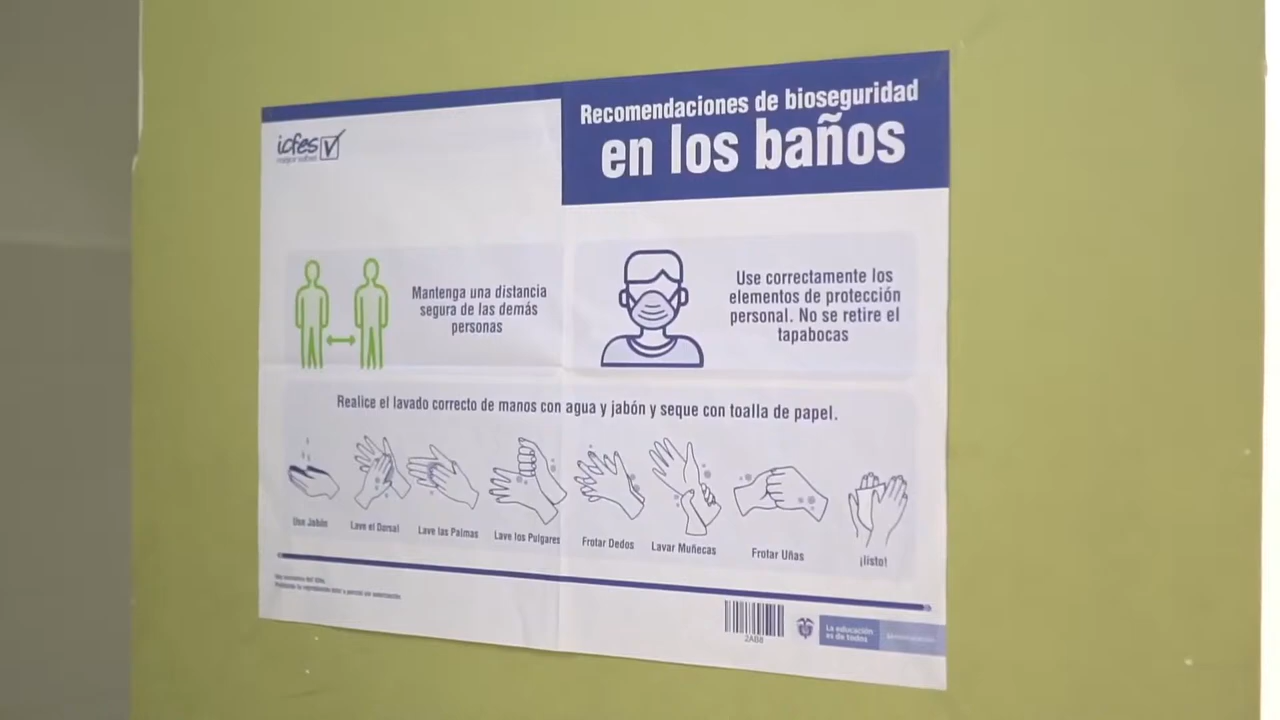 icfes
mejor saber
Recomendaciones de bioseguridad
en los baños
Mantenga una distancia
segura de las demás
personas
Use correctamente los
elementos de protección
personal. No se retire el
tapabocas
Realice el lavado correcto de manos con agua y jabón y seque con toalla de papel.
Use Jabón
Lave el Dorsal
Lave las Palmas
Lave los Pulgares
Frotar Dedos
Lavar Muñecas
Frotar Uñas
¡listo!
2AB8
La educación
es de todos